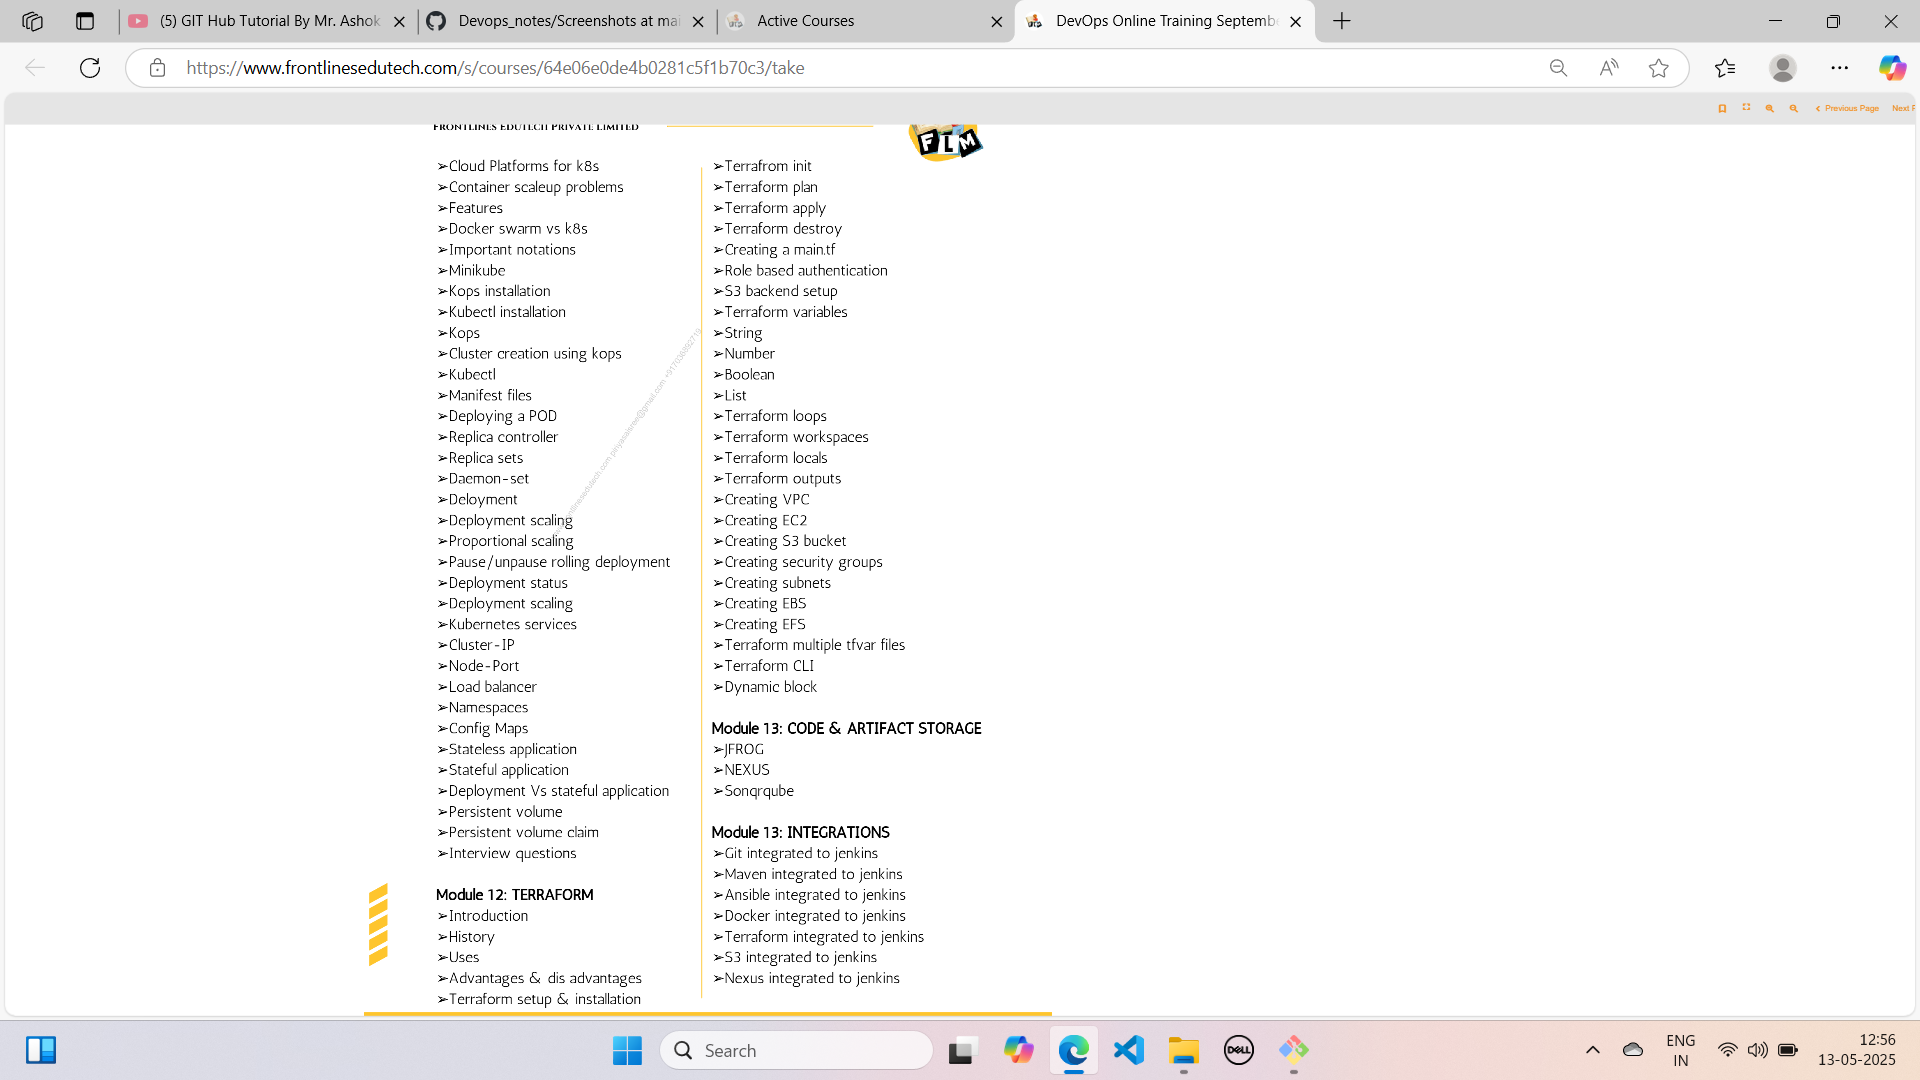 (5) GIT Hub Tutorial By Mr. Ashok
Devops_notes/Screenshots at mai
Active Courses
DevOps Online Training Septembe
https://www.frontlinesedutech.com/s/courses/64e06e0de4b0281c5f1b70c3/take
Previous Page
Next P
FRONTLINES EDUTECH PRIVATE LIMITED
FLM
➢Cloud Platforms for k8s
➢Container scaleup problems
➢Features
➢Docker swarm vs k8s
➢Important notations
➢Minikube
➢Kops installation
➢Kubectl installation
➢Kops
➢Cluster creation using kops
➢Kubectl
➢Manifest files
➢Deploying a POD
➢Replica controller
➢Replica sets
➢Daemon-set
➢Deloyment
➢Deployment scaling
➢Proportional scaling
➢Pause/unpause rolling deployment
➢Deployment status
➢Deployment scaling
➢Kubernetes services
➢Cluster-IP
➢Node-Port
➢Load balancer
➢Namespaces
➢Config Maps
➢Stateless application
➢Stateful application
➢Deployment Vs stateful application
➢Persistent volume
➢Persistent volume claim
➢Interview questions
Module 12: TERRAFORM
➢Introduction
➢History
➢Uses
➢Advantages & dis advantages
➢Terraform setup & installation
➢Terrafrom init
➢Terraform plan
➢Terraform apply
➢Terraform destroy
➢Creating a main.tf
➢Role based authentication
➢S3 backend setup
➢Terraform variables
➢String
➢Number
➢Boolean
➢List
➢Terraform loops
➢Terraform workspaces
➢Terraform locals
➢Terraform outputs
➢Creating VPC
➢Creating EC2
➢Creating S3 bucket
➢Creating security groups
➢Creating subnets
➢Creating EBS
➢Creating EFS
➢Terraform multiple tfvar files
➢Terraform CLI
➢Dynamic block
Module 13: CODE & ARTIFACT STORAGE
➢JFROG
➢NEXUS
➢Sonqrqube
Module 13: INTEGRATIONS
➢Git integrated to jenkins
➢Maven integrated to jenkins
➢Ansible integrated to jenkins
➢Docker integrated to jenkins
➢Terraform integrated to jenkins
➢S3 integrated to jenkins
➢Nexus integrated to jenkins
Search
DELL
ENG
IN
12:56
13-05-2025